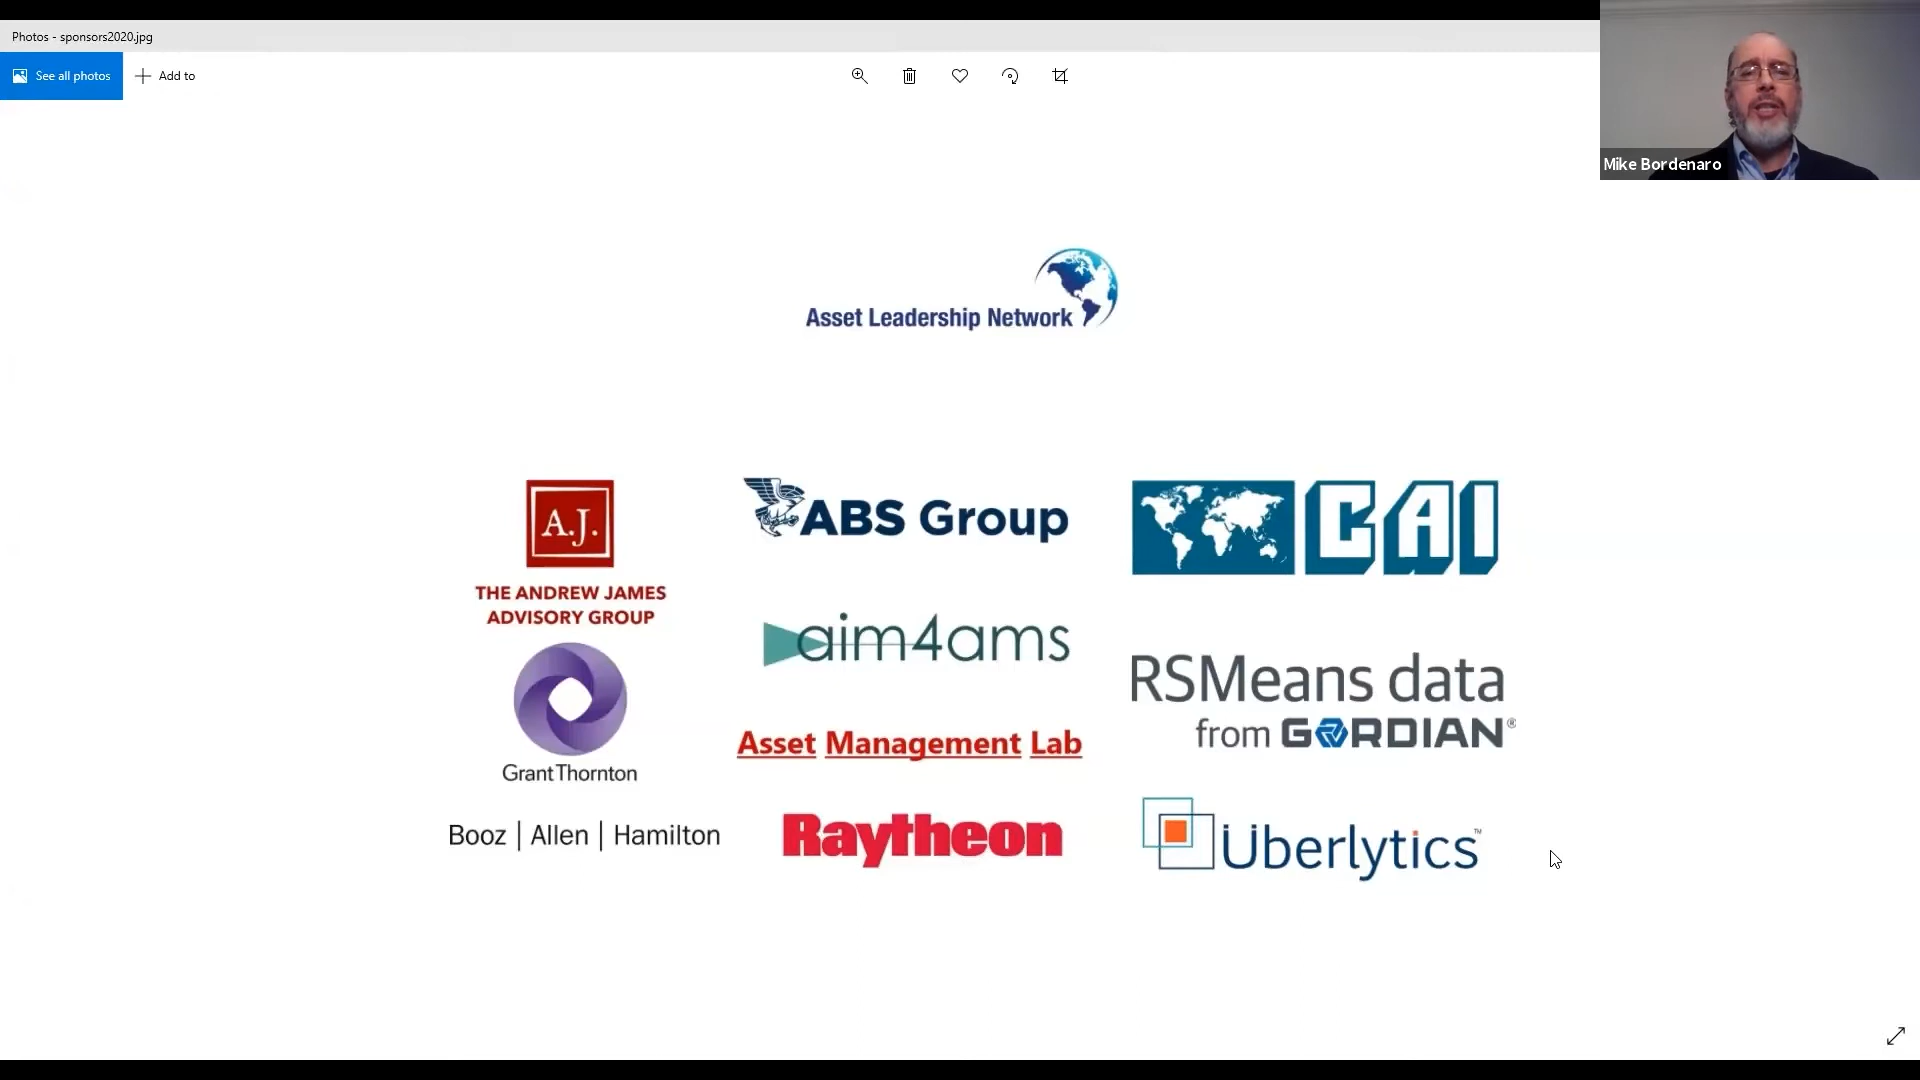 Photos - sponsors2020.jpg
See all photos
Add to
Mike Bordenaro
Asset Leadership Network
A.J.
THE ANDREW JAMES
ADVISORY GROUP
ABS Group
CAI
aim4ams
RSMeans data
from GORDIAN®
Grant Thornton
Asset Management Lab
Booz | Allen | Hamilton
Raytheon
Überlytics™